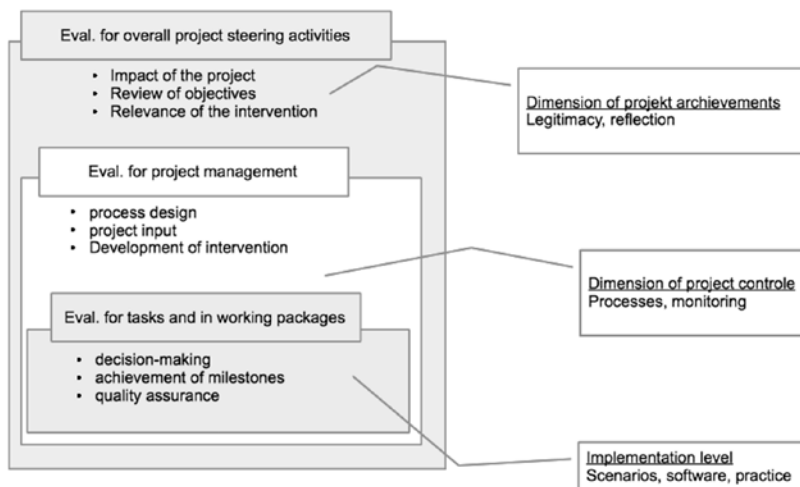 Eval. for overall project steering activities
• Impact of the project
• Review of objectives
• Relevance of the intervention
Dimension of projekt archievements
Legitimacy, reflection
Eval. for project management
• process design
• project input
• Development of intervention
Dimension of project controle
Processes, monitoring
Eval. for tasks and in working packages
• decision-making
• achievement of milestones
• quality assurance
Implementation level
Scenarios, software, practice